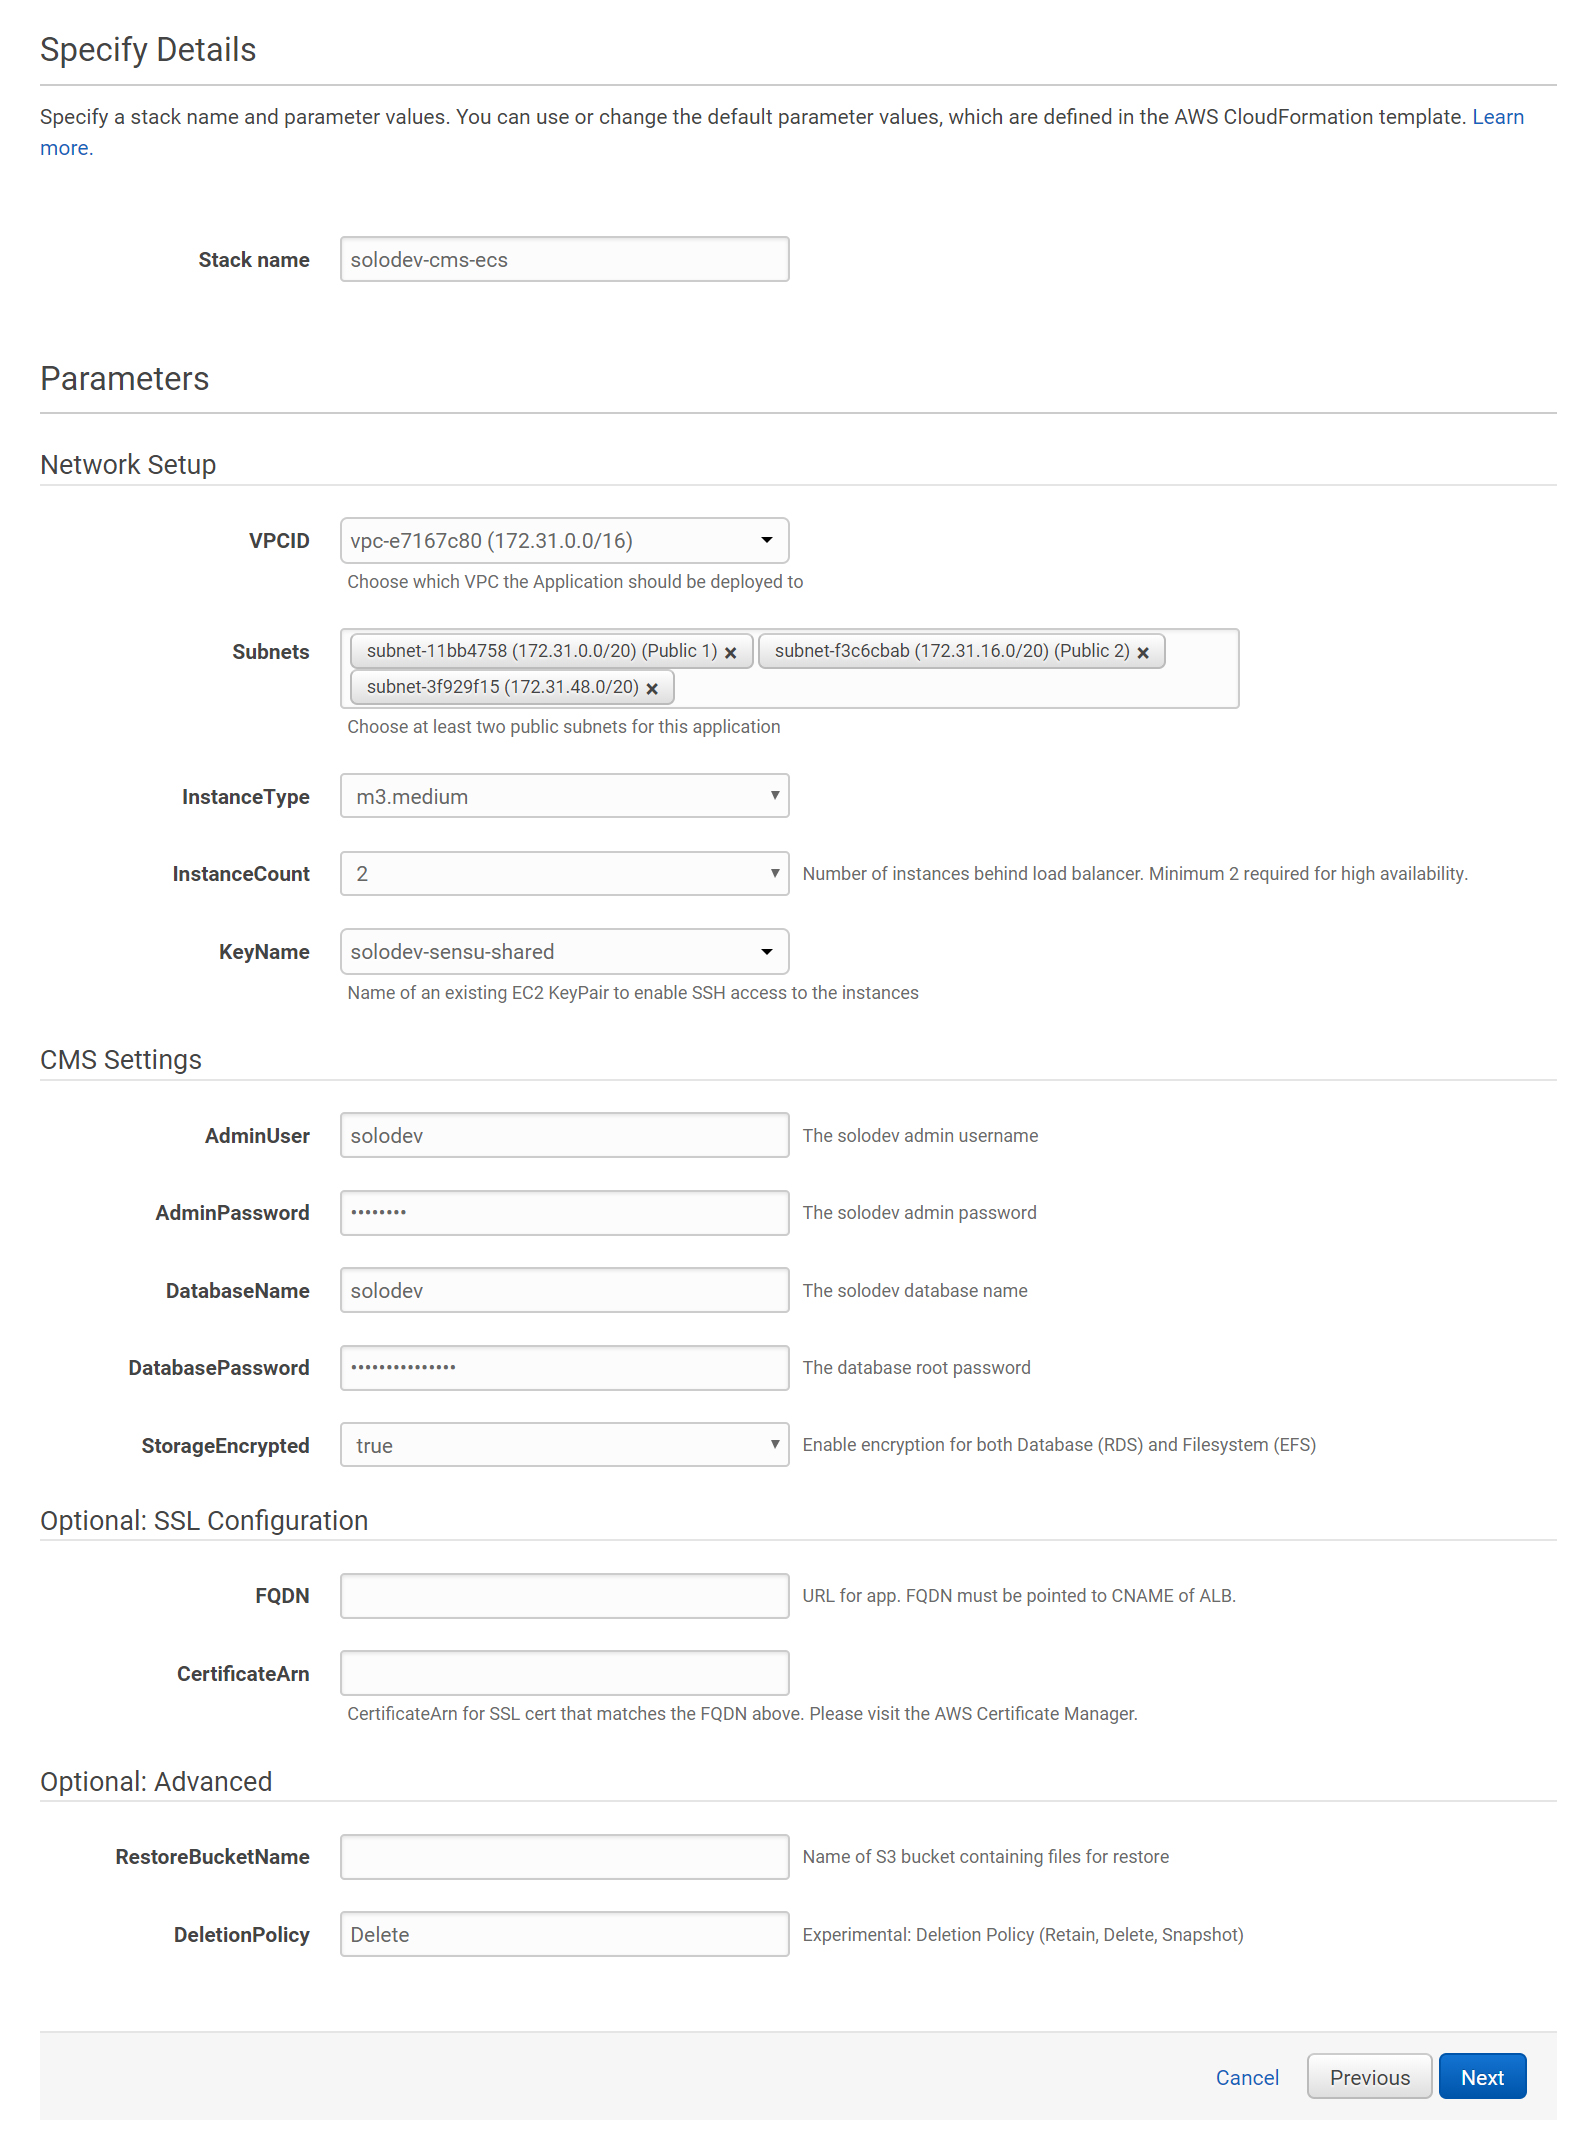 Specify Details
Specify a stack name and parameter values. You can use or change the default parameter values, which are defined in the AWS CloudFormation template. Learn
more.
Stack name solodev-cms-ecs
Parameters
Network Setup
VPCID vpc-e7167c80 (172.31.0.0/16)
Choose which VPC the Application should be deployed to
Subnets subnet-11bb4758 (172.31.0.0/20) (Public 1) × subnet-f3c6cbab (172.31.16.0/20) (Public 2) ×
subnet-3f929f15 (172.31.48.0/20) ×
Choose at least two public subnets for this application
InstanceType m3.medium
InstanceCount 2 Number of instances behind load balancer. Minimum 2 required for high availability.
KeyName solodev-sensu-shared
Name of an existing EC2 KeyPair to enable SSH access to the instances
CMS Settings
AdminUser solodev The solodev admin username
AdminPassword •••••••• The solodev admin password
DatabaseName solodev The solodev database name
DatabasePassword ••••••••••••••• The database root password
StorageEncrypted true Enable encryption for both Database (RDS) and Filesystem (EFS)
Optional: SSL Configuration
FQDN URL for app. FQDN must be pointed to CNAME of ALB.
CertificateArn
CertificateArn for SSL cert that matches the FQDN above. Please visit the AWS Certificate Manager.
Optional: Advanced
RestoreBucketName Name of S3 bucket containing files for restore
DeletionPolicy Delete Experimental: Deletion Policy (Retain, Delete, Snapshot)
Cancel Previous Next